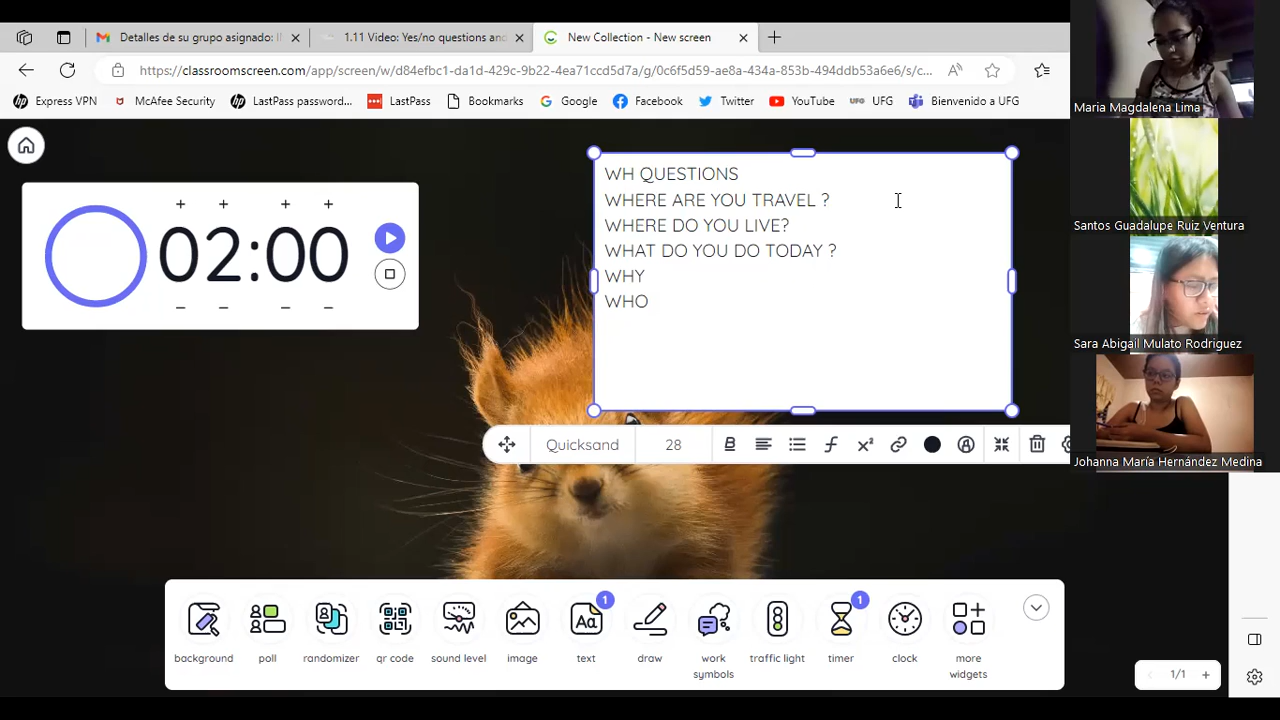 Detalles de su grupo asignado: I
1.11 Video: Yes/no questions and
New Collection - New screen
https://classroomscreen.com/app/screen/w/d84efbc1-da1d-429c-9b22-4ea71ccd5d7a/g/0c6f5d59-ae8a-434a-853b-494ddb53a6e6/s/c...
Express VPN
McAfee Security
LastPass password...
LastPass
Bookmarks
Google
Facebook
Twitter
YouTube
UFG
Bienvenido a UFG
Maria Magdalena Lima
Santos Guadalupe Ruiz Ventura
Sara Abigail Mulato Rodriguez
Johanna María Hernández Medina
+ + + +
02:00
− − − −
WH QUESTIONS
WHERE ARE YOU TRAVEL ?
WHERE DO YOU LIVE?
WHAT DO YOU DO TODAY ?
WHY
WHO
Quicksand 28
background
poll
randomizer
qr code
sound level
image
1
text
draw
work
symbols
traffic light
1
timer
clock
more
widgets
1/1 +